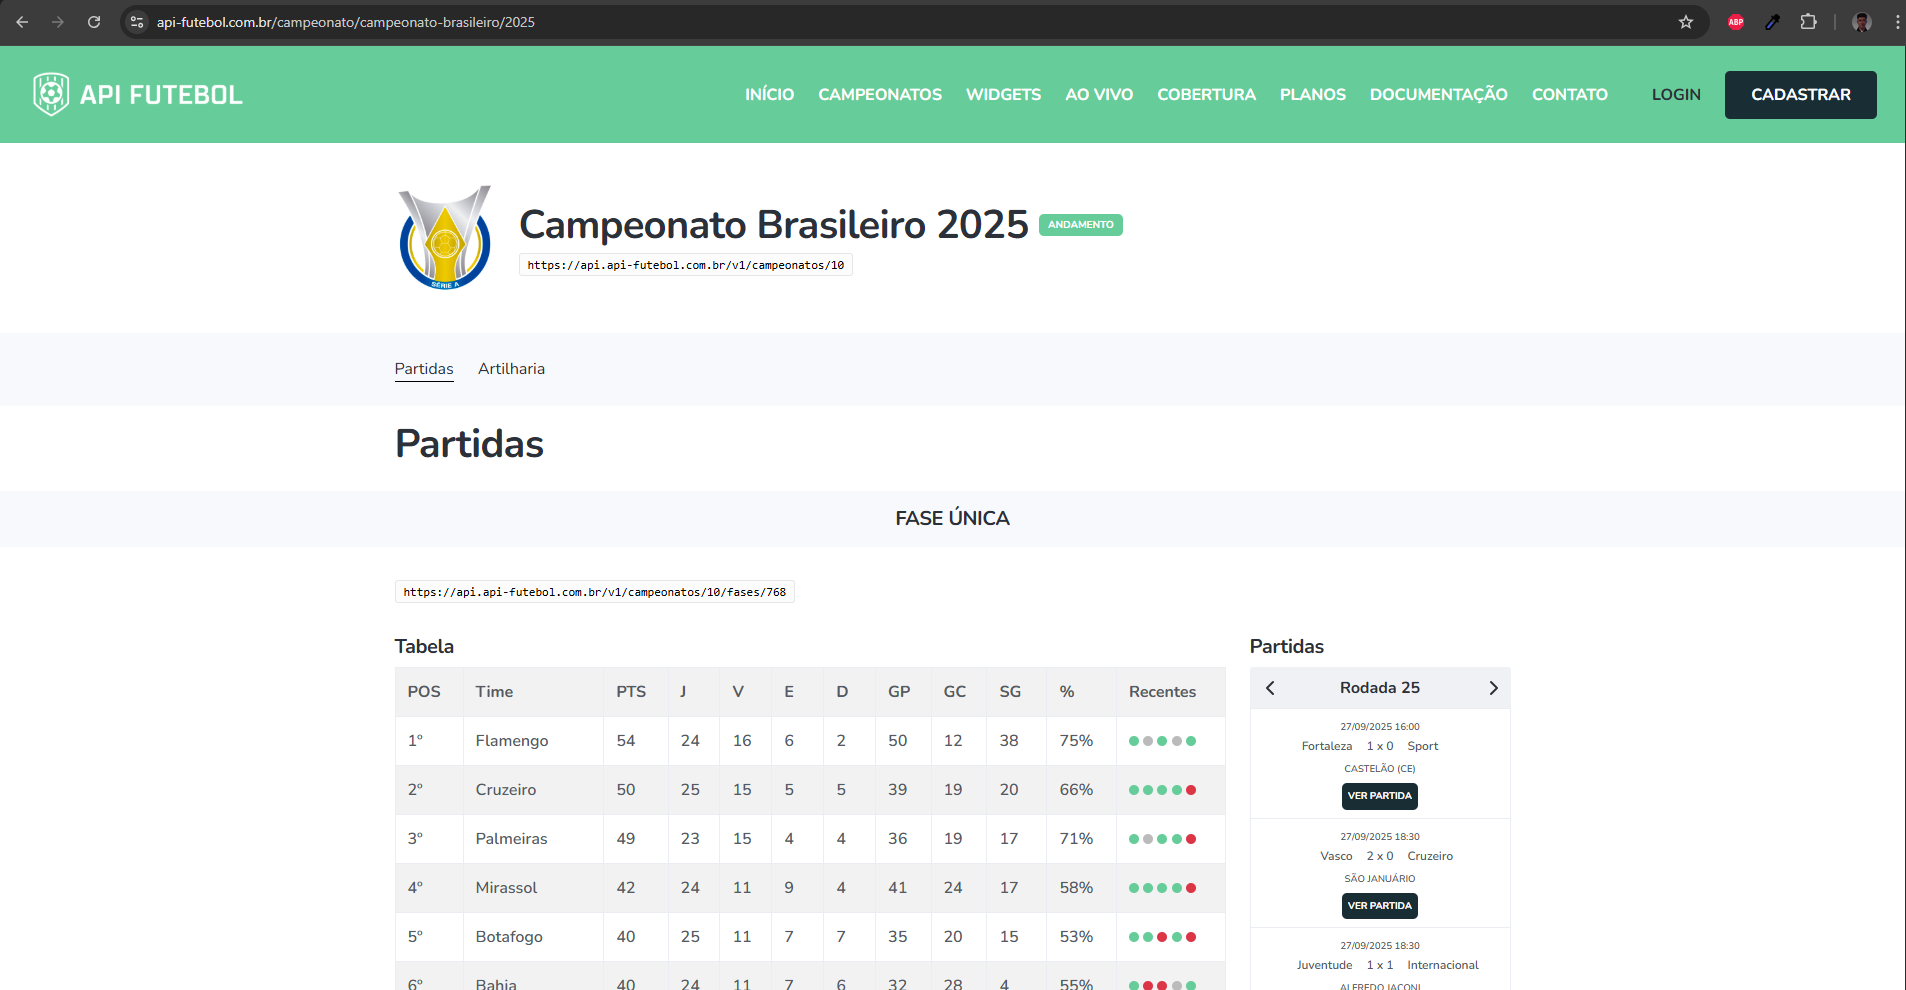 api-futebol.com.br/campeonato/campeonato-brasileiro/2025
ABP
API FUTEBOL
INÍCIO CAMPEONATOS WIDGETS AO VIVO COBERTURA PLANOS DOCUMENTAÇÃO CONTATO LOGIN CADASTRAR
SÉRIE A
Campeonato Brasileiro 2025 ANDAMENTO
https://api.api-futebol.com.br/v1/campeonatos/10
Partidas Artilharia
Partidas
FASE ÚNICA
https://api.api-futebol.com.br/v1/campeonatos/10/fases/768
Tabela
POS Time PTS J V E D GP GC SG % Recentes
1º Flamengo 54 24 16 6 2 50 12 38 75%
2º Cruzeiro 50 25 15 5 5 39 19 20 66%
3º Palmeiras 49 23 15 4 4 36 19 17 71%
4º Mirassol 42 24 11 9 4 41 24 17 58%
5º Botafogo 40 25 11 7 7 35 20 15 53%
6º Bahia 40 24 11 7 6 32 28 4 55%
Partidas
Rodada 25
27/09/2025 16:00
Fortaleza 1 x 0 Sport
CASTELÃO (CE)
VER PARTIDA
27/09/2025 18:30
Vasco 2 x 0 Cruzeiro
SÃO JANUÁRIO
VER PARTIDA
27/09/2025 18:30
Juventude 1 x 1 Internacional
ALFREDO JACONI